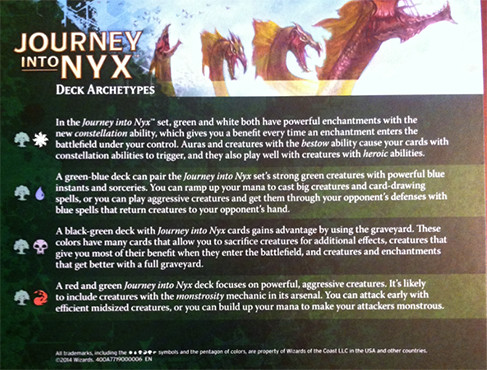 JOURNEY
INTO NYX
DECK ARCHETYPES
In the Journey into Nyx™ set, green and white both have powerful enchantments with the
new constellation ability, which gives you a benefit every time an enchantment enters the
battlefield under your control. Auras and creatures with the bestow ability cause your cards with
constellation abilities to trigger, and they also play well with creatures with heroic abilities.
A green-blue deck can pair the Journey into Nyx set's strong green creatures with powerful blue
instants and sorceries. You can ramp up your mana to cast big creatures and card-drawing
spells, or you can play aggressive creatures and get them through your opponent's defenses with
blue spells that return creatures to your opponent's hand.
A black-green deck with Journey into Nyx cards gains advantage by using the graveyard. These
colors have many cards that allow you to sacrifice creatures for additional effects, creatures that
give you most of their benefit when they enter the battlefield, and creatures and enchantments
that get better with a full graveyard.
A red and green Journey into Nyx deck focuses on powerful, aggressive creatures. It's likely
to include creatures with the monstrosity mechanic in its arsenal. You can attack early with
efficient midsized creatures, or you can build up your mana to make your attackers monstrous.
All trademarks, including the symbols and the pentagon of colors, are property of Wizards of the Coast LLC in the USA and other countries.
©2014 Wizards. 400A7719000006 EN